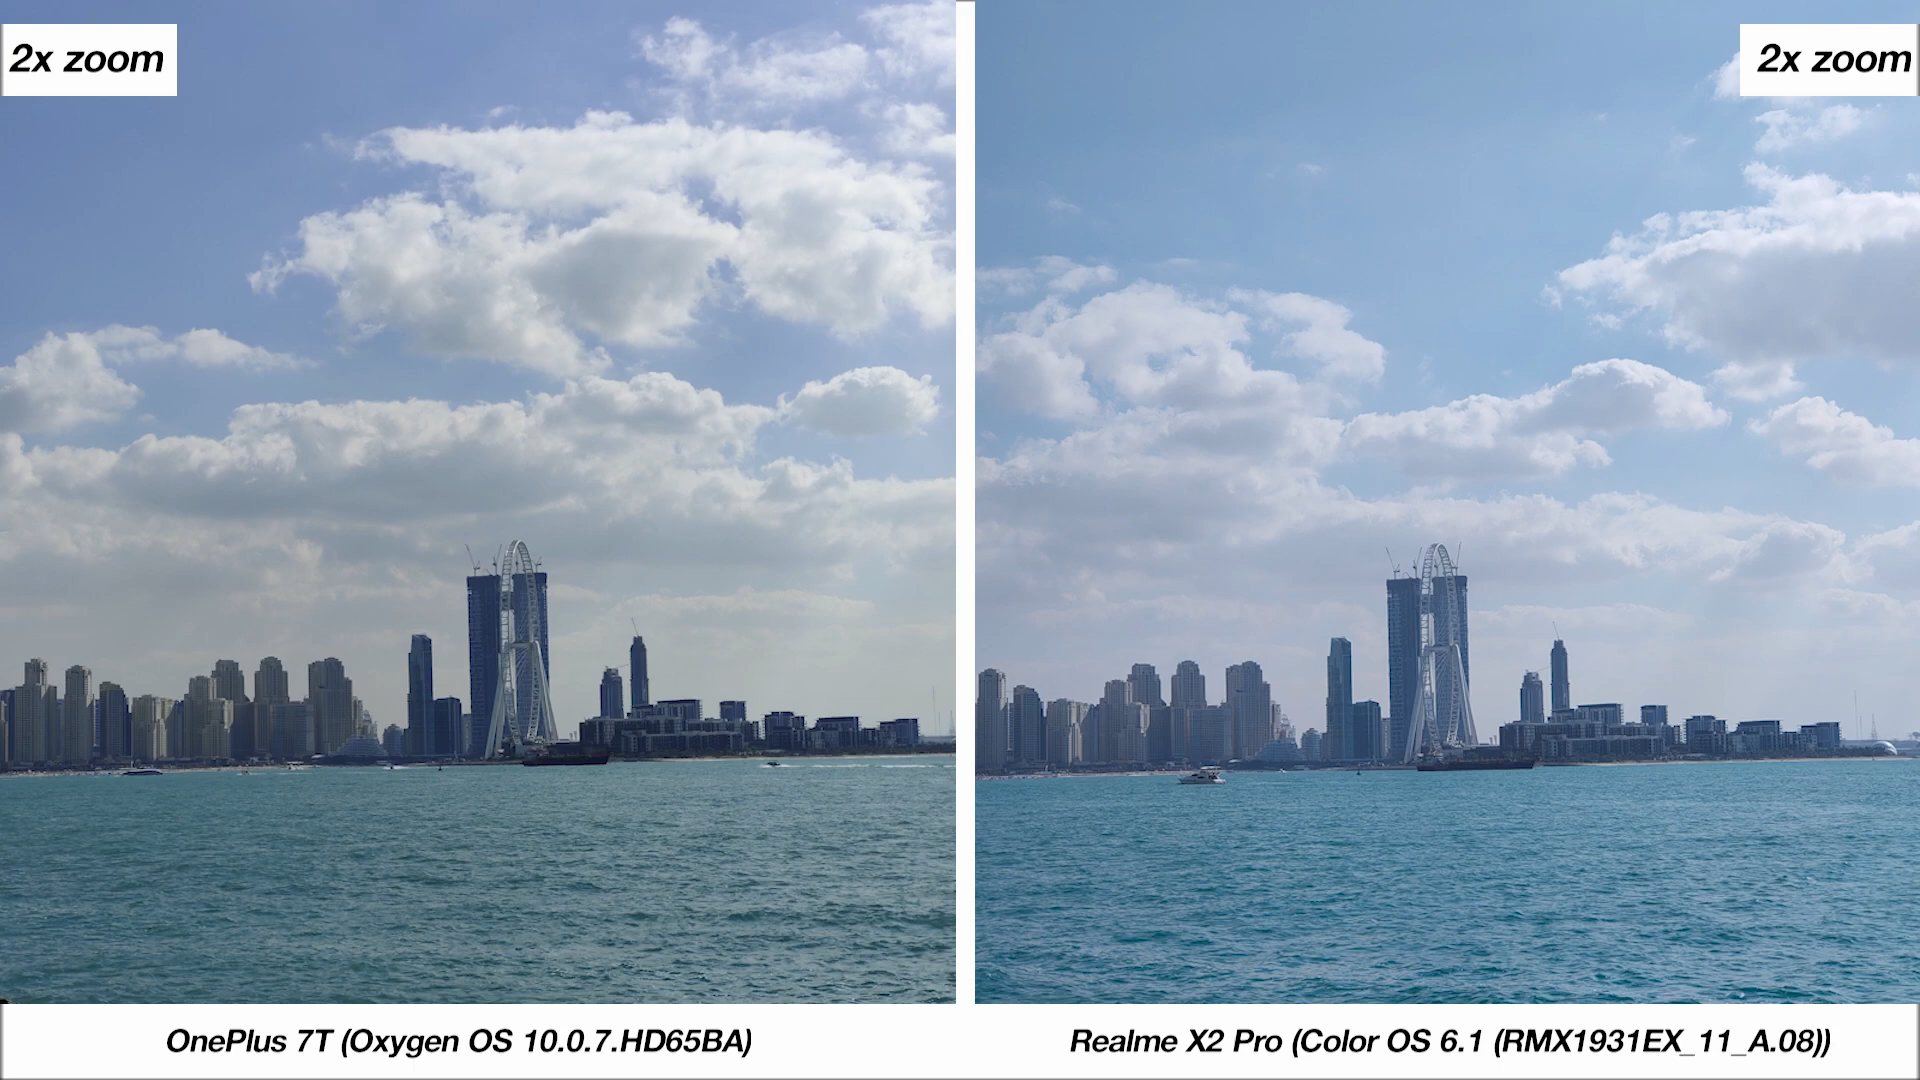 2x zoom
2x zoom
OnePlus 7T (Oxygen OS 10.0.7.HD65BA)
Realme X2 Pro (Color OS 6.1 (RMX1931EX_11_A.08))